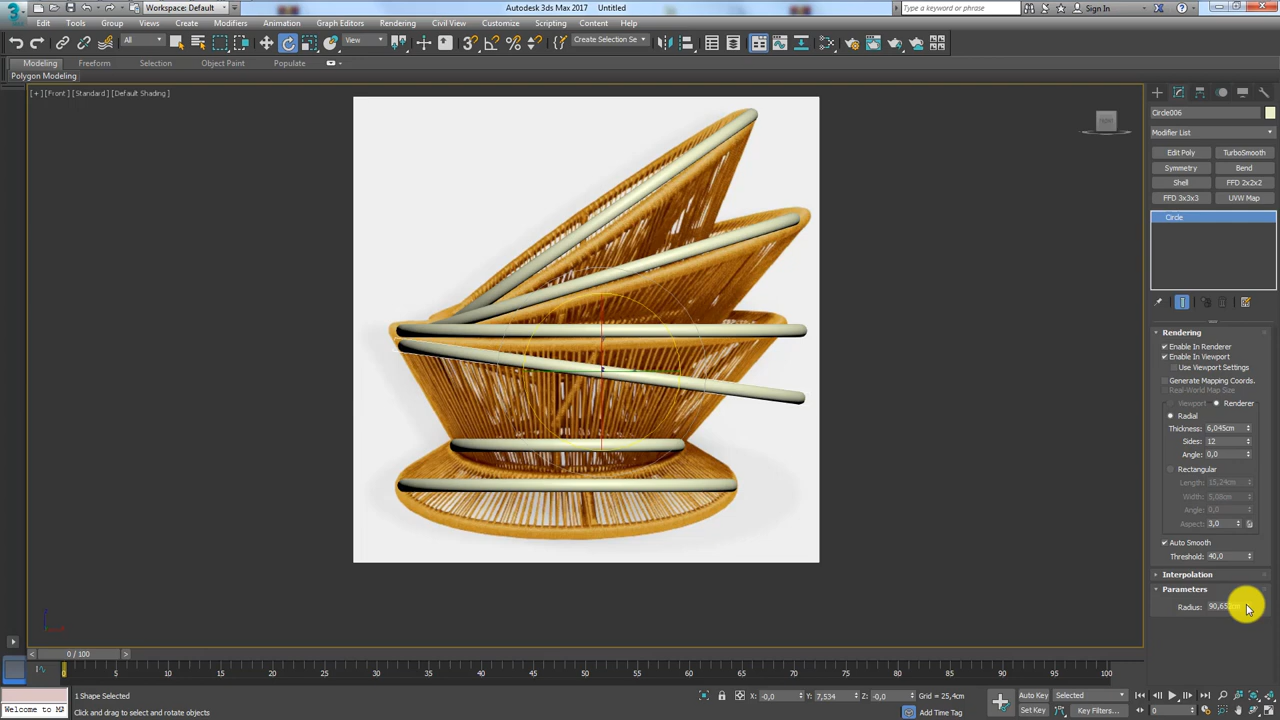 Workspace: Default
Autodesk 3ds Max 2017 Untitled
Type a keyword or phrase
Sign In
Edit Tools Group Views Create Modifiers Animation Graph Editors Rendering Civil View Customize Scripting Content Help
All
View
Create Selection Se
Modeling Freeform Selection Object Paint Populate
Polygon Modeling
[ + ] [Front ] [Standard ] [Default Shading ]
Circle006
Modifier List
Edit Poly TurboSmooth
Symmetry Bend
Shell FFD 2x2x2
FFD 3x3x3 UVW Map
Circle
Rendering
Enable In Renderer
Enable In Viewport
Use Viewport Settings
Generate Mapping Coords.
Real-World Map Size
Viewport Renderer
Radial
Thickness: 6,045cm
Sides: 12
Angle: 0,0
Rectangular
Length: 15,24cm
Width: 5,08cm
Angle: 0,0
Aspect: 3,0
Auto Smooth
Threshold: 40,0
Interpolation
Parameters
Radius:
0 / 100
0 5 10 15 20 25 30 35 40 45 50 55 60 65 70 75 80 85 90 95 100
1 Shape Selected
X: -0,0 Y: 7,534 Z: -0,0 Grid = 25,4cm
Auto Key Selected
Welcome to MA
Click and drag to select and rotate objects
Add Time Tag
Set Key Key Filters...
0